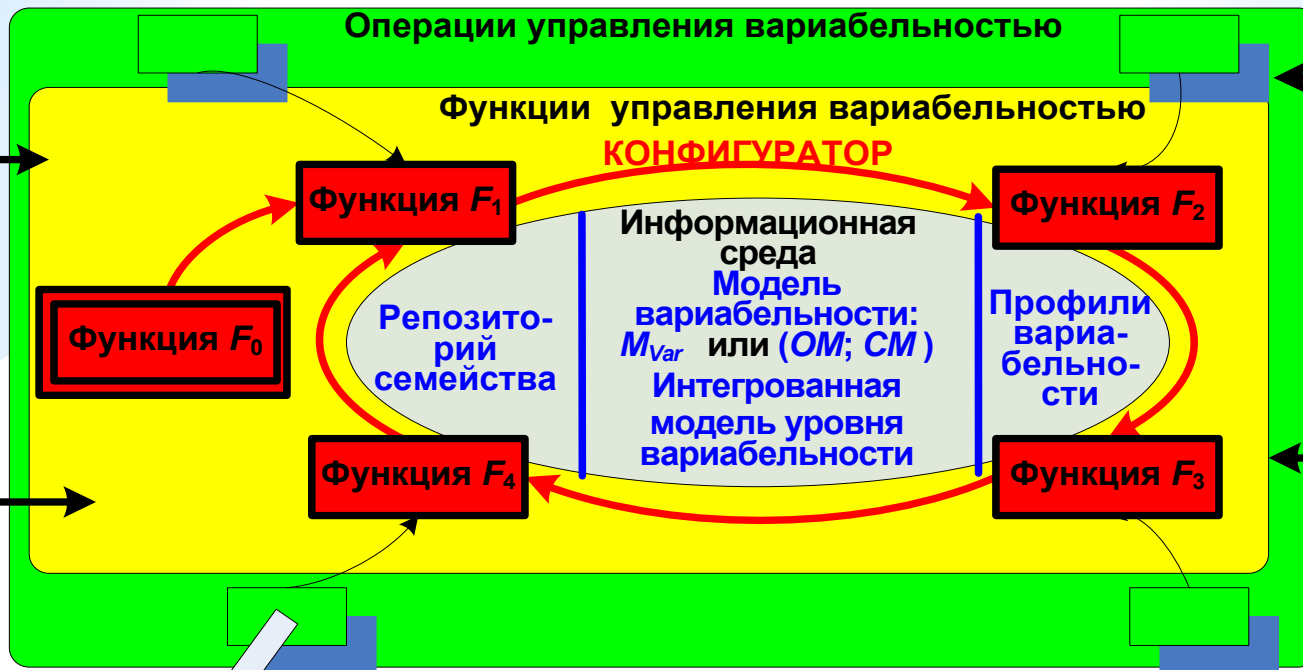 Операции управления вариабельностью
Функции управления вариабельностью
КОНФИГУРАТОР
Функция F1
Функция F2
Функция F0
Информационная
среда
Модель
вариабельности:
MVar или (OM; CM )
Интегрованная
модель уровня
вариабельности
Репозито-
рий
семейства
Профили
вариа-
бельно-
сти
Функция F4
Функция F3